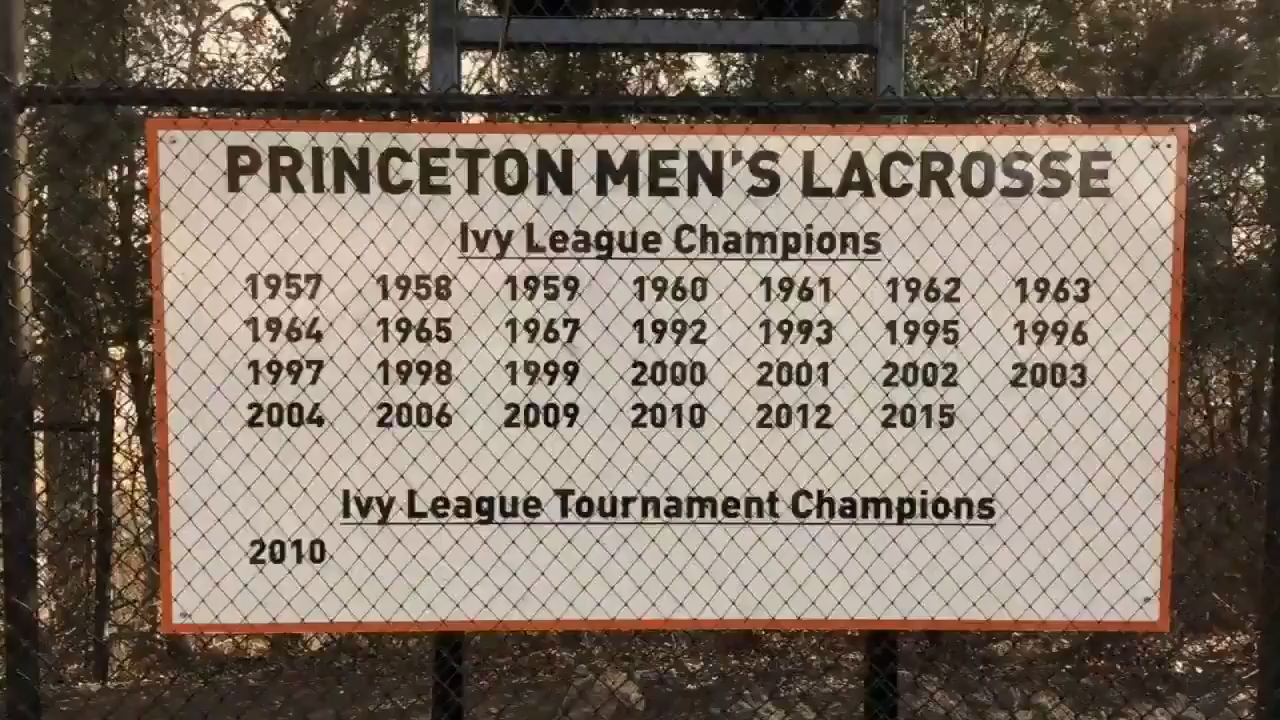 PRINCETON MEN'S LACROSSE
Ivy League Champions
1957 1958 1959 1960 1961 1962 1963
1964 1965 1967 1992 1993 1995 1996
1997 1998 1999 2000 2001 2002 2003
2004 2006 2009 2010 2012 2015
Ivy League Tournament Champions
2010